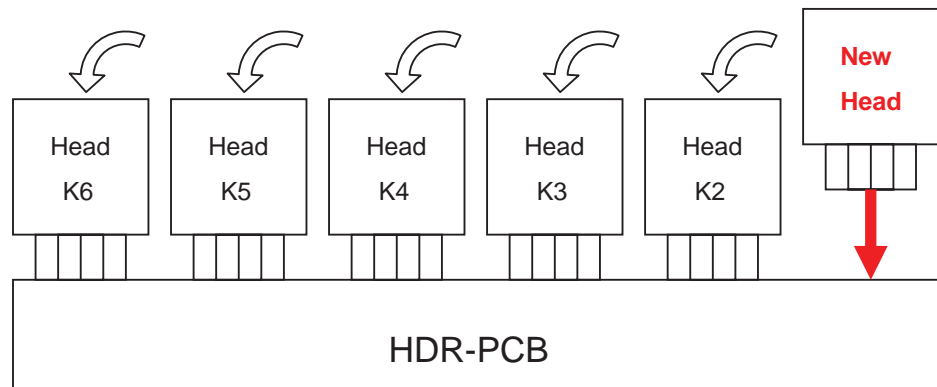 New
Head
Head
K6
Head
K5
Head
K4
Head
K3
Head
K2
HDR-PCB